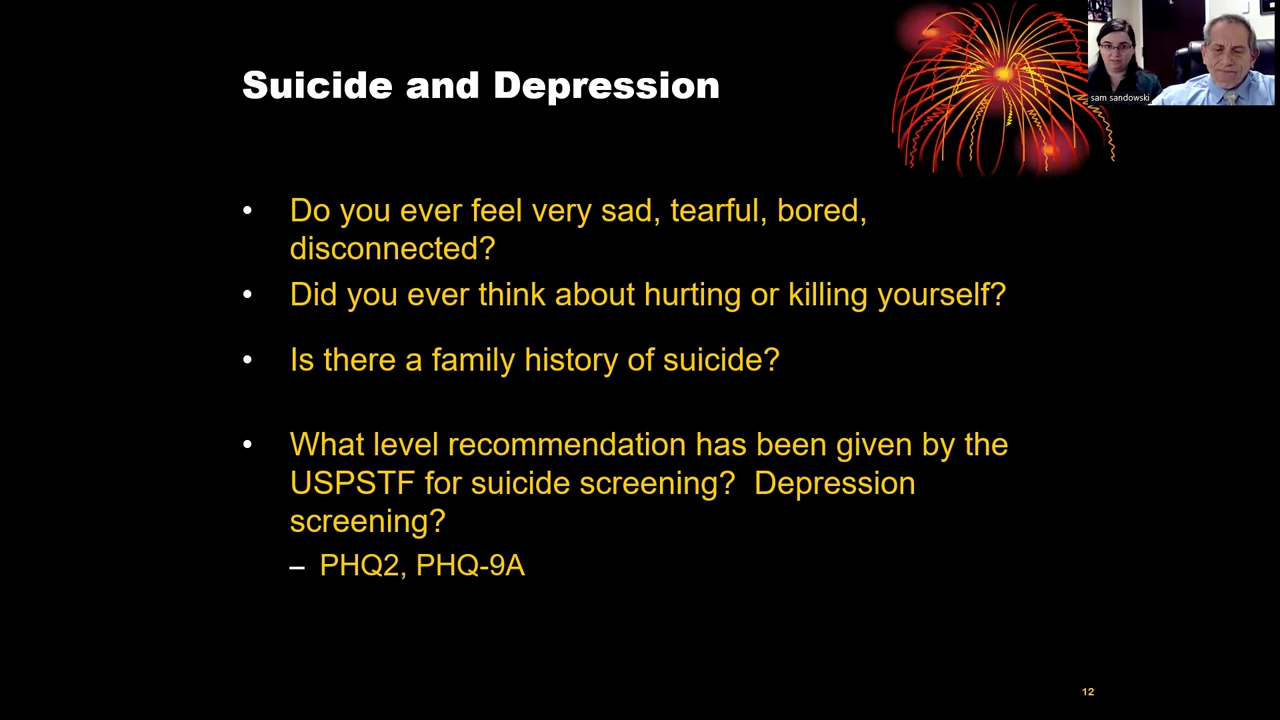 sam sandowski
Suicide and Depression
• Do you ever feel very sad, tearful, bored,
disconnected?
• Did you ever think about hurting or killing yourself?
• Is there a family history of suicide?
• What level recommendation has been given by the
USPSTF for suicide screening? Depression
screening?
– PHQ2, PHQ-9A
12